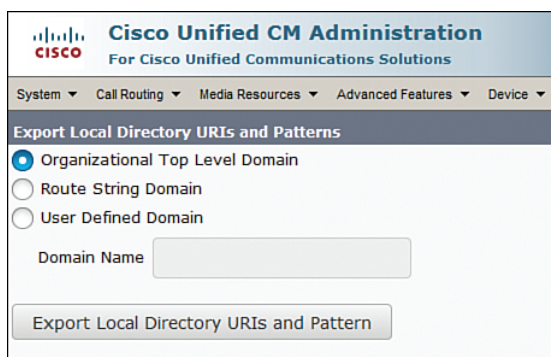 CISCO
Cisco Unified CM Administration
For Cisco Unified Communications Solutions
System Call Routing Media Resources Advanced Features Device
Export Local Directory URIs and Patterns
Organizational Top Level Domain
Route String Domain
User Defined Domain
Domain Name
Export Local Directory URIs and Pattern